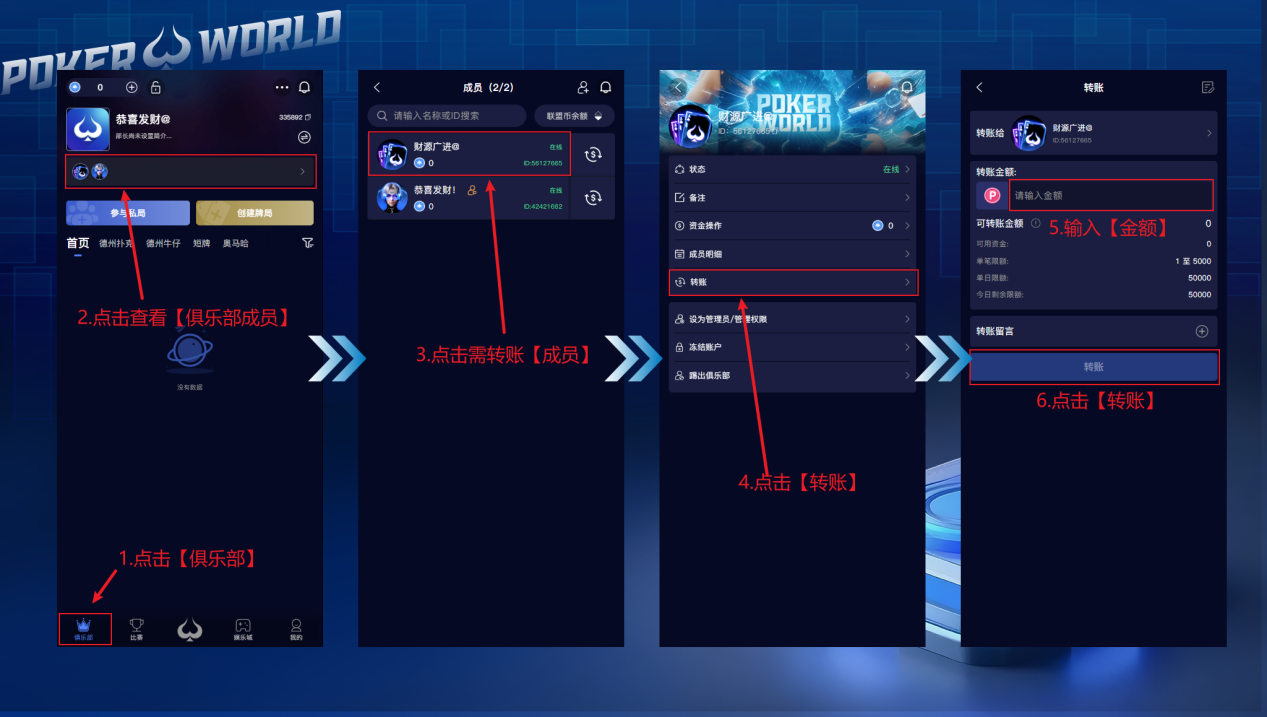 POKER WORLD
0
恭喜发财@
335892
部长尚未设置简介...
参与私局
创建牌局
首页 德州扑克 德州牛仔 短牌 奥马哈
2.点击查看【俱乐部成员】
没有数据
1.点击【俱乐部】
俱乐部
比赛
娱乐城
我的
成员（2/2）
请输入名称或ID搜索
联盟币余额
财源广进@
在线
0
ID:56127665
恭喜发财！
在线
0
ID:42421662
3.点击需转账【成员】
POKER WORLD
财源广进@
ID: 56127665
状态
在线
备注
资金操作
0
成员明细
转账
设为管理员/管理权限
冻结账户
踢出俱乐部
4.点击【转账】
转账
转账给
财源广进@
ID:56127665
转账金额:
P
请输入金额
可转账金额
0
5.输入【金额】
可用资金:
0
单笔限额:
1 至 5000
单日限额:
50000
今日剩余限额:
50000
转账留言
转账
6.点击【转账】